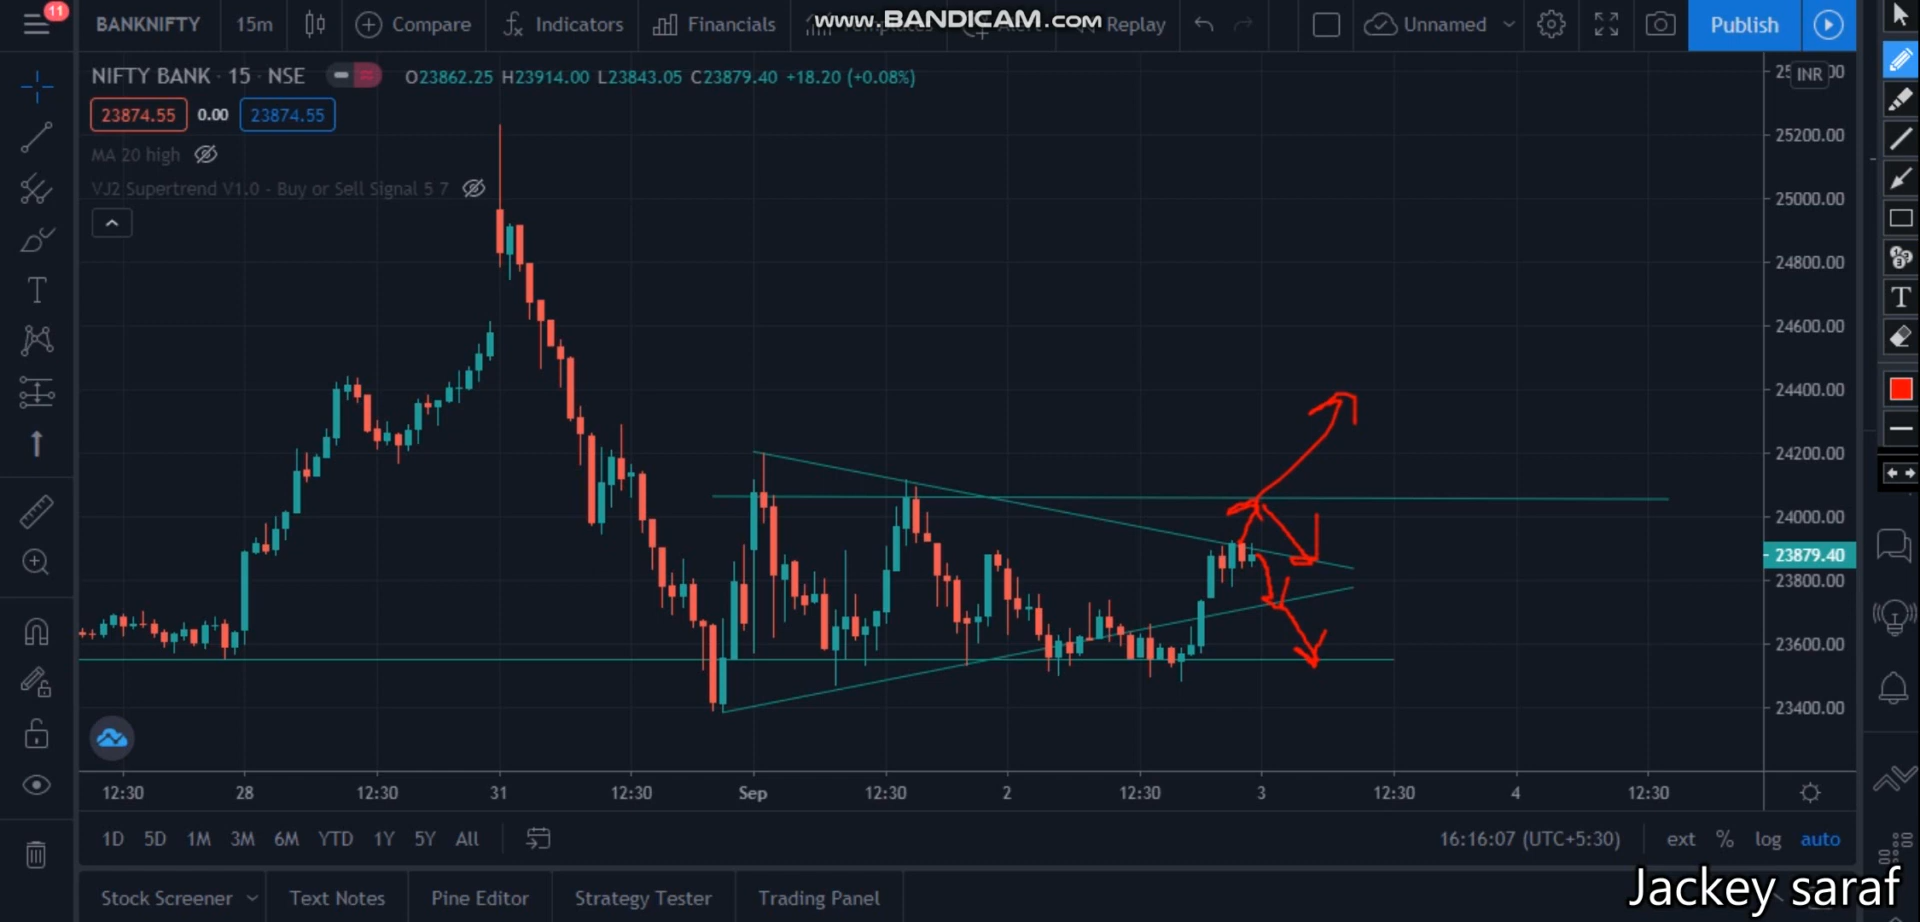 11
BANKNIFTY 15m Compare Indicators Financials Replay Unnamed Publish
www.BANDICAM.com
NIFTY BANK · 15 · NSE O23862.25 H23914.00 L23843.05 C23879.40 +18.20 (+0.08%)
INR
23874.55 0.00 23874.55
MA 20 high
VJ2 Supertrend V1.0 - Buy or Sell Signal 5 7
25200.00
25000.00
24800.00
24600.00
24400.00
24200.00
24000.00
23879.40
23800.00
23600.00
23400.00
12:30 28 12:30 31 12:30 Sep 12:30 2 12:30 3 12:30 4 12:30
1D 5D 1M 3M 6M YTD 1Y 5Y All 16:16:07 (UTC+5:30) ext % log auto
Stock Screener Text Notes Pine Editor Strategy Tester Trading Panel
Jackey saraf